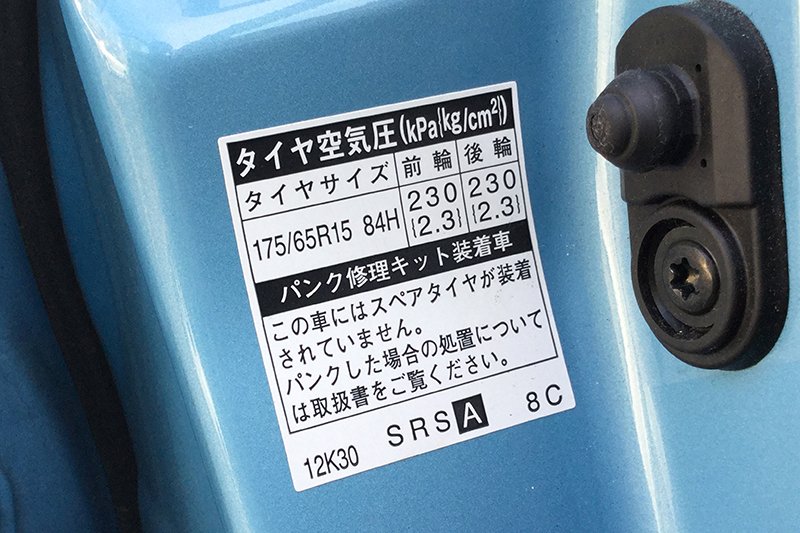 タイヤ空気圧(kPa{kg/cm²})
タイヤサイズ 前輪 後輪
175/65R15 84H 230 {2.3} 230 {2.3}
パンク修理キット装着車
この車にはスペアタイヤが装着
されていません。
パンクした場合の処置について
は取扱書をご覧ください。
12K30 SRS A 8C